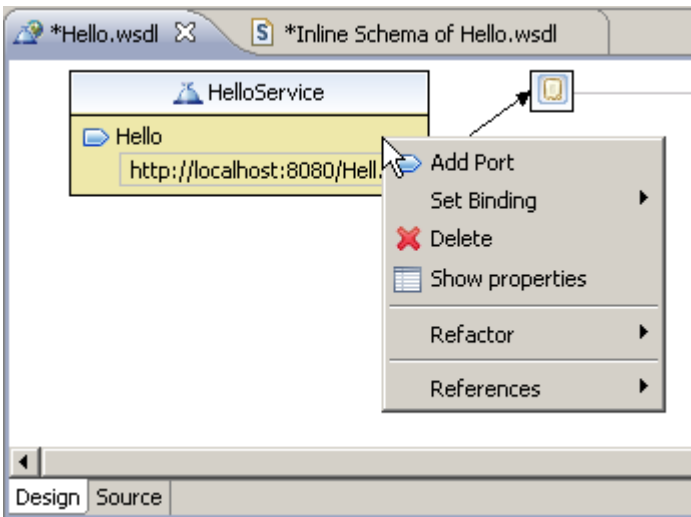 *Hello.wsdl
*Inline Schema of Hello.wsdl
HelloService
Hello
http://localhost:8080/Hell.
Add Port
Set Binding
Delete
Show properties
Refactor
References
Design
Source